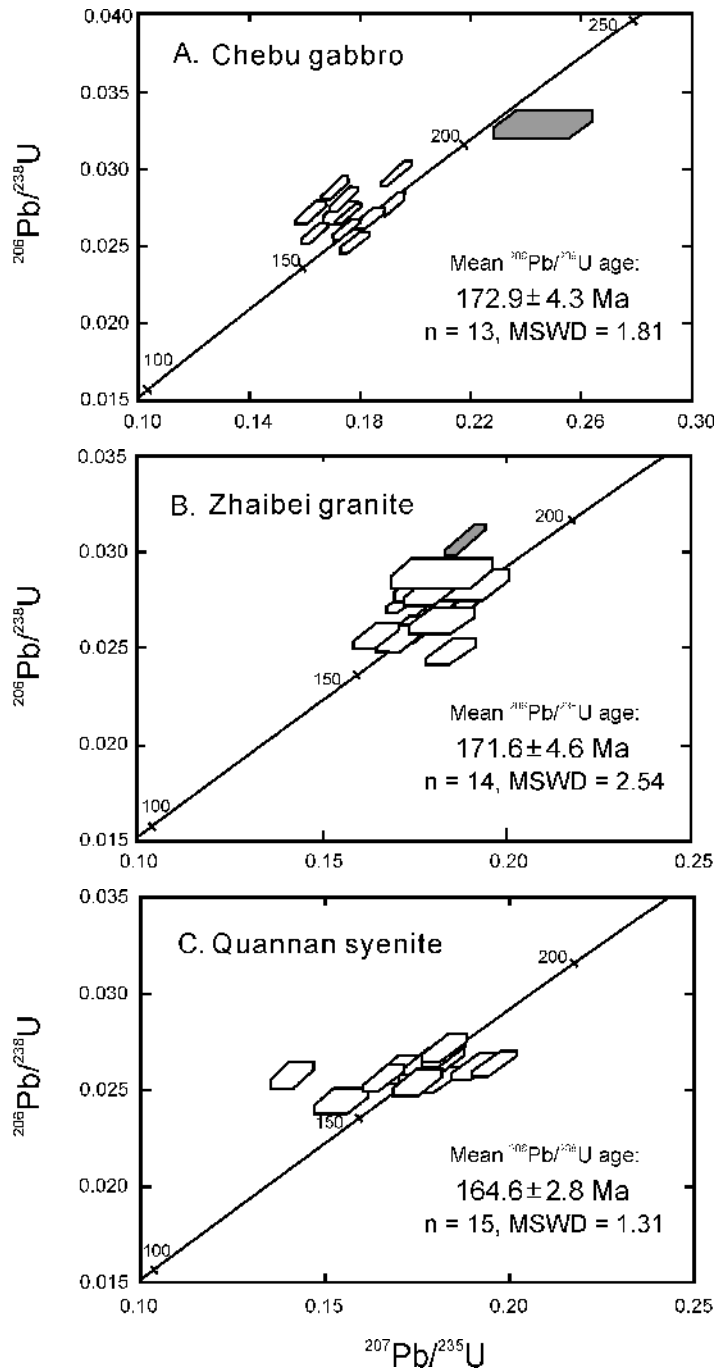 0.040
250
A. Chebu gabbro
0.035
200
0.030
²⁰⁶Pb/²³⁸U
0.025
150
Mean ²⁰⁶Pb/ U age:
172.9±4.3 Ma
0.020
n = 13, MSWD = 1.81
100
0.015
0.10 0.14 0.18 0.22 0.26 0.30
0.035
B. Zhaibei granite
200
0.030
²⁰⁶Pb/²³⁸U
0.025
150
Mean ²⁰⁶Pb/ U age:
0.020
171.6±4.6 Ma
n = 14, MSWD = 2.54
100
0.015
0.10 0.15 0.20 0.25
0.035
C. Quannan syenite
200
0.030
²⁰⁶Pb/²³⁸U
0.025
150
Mean Pb/ U age:
0.020
164.6±2.8 Ma
n = 15, MSWD = 1.31
100
0.015
0.10 0.15 0.20 0.25
²⁰⁷Pb/²³⁵U